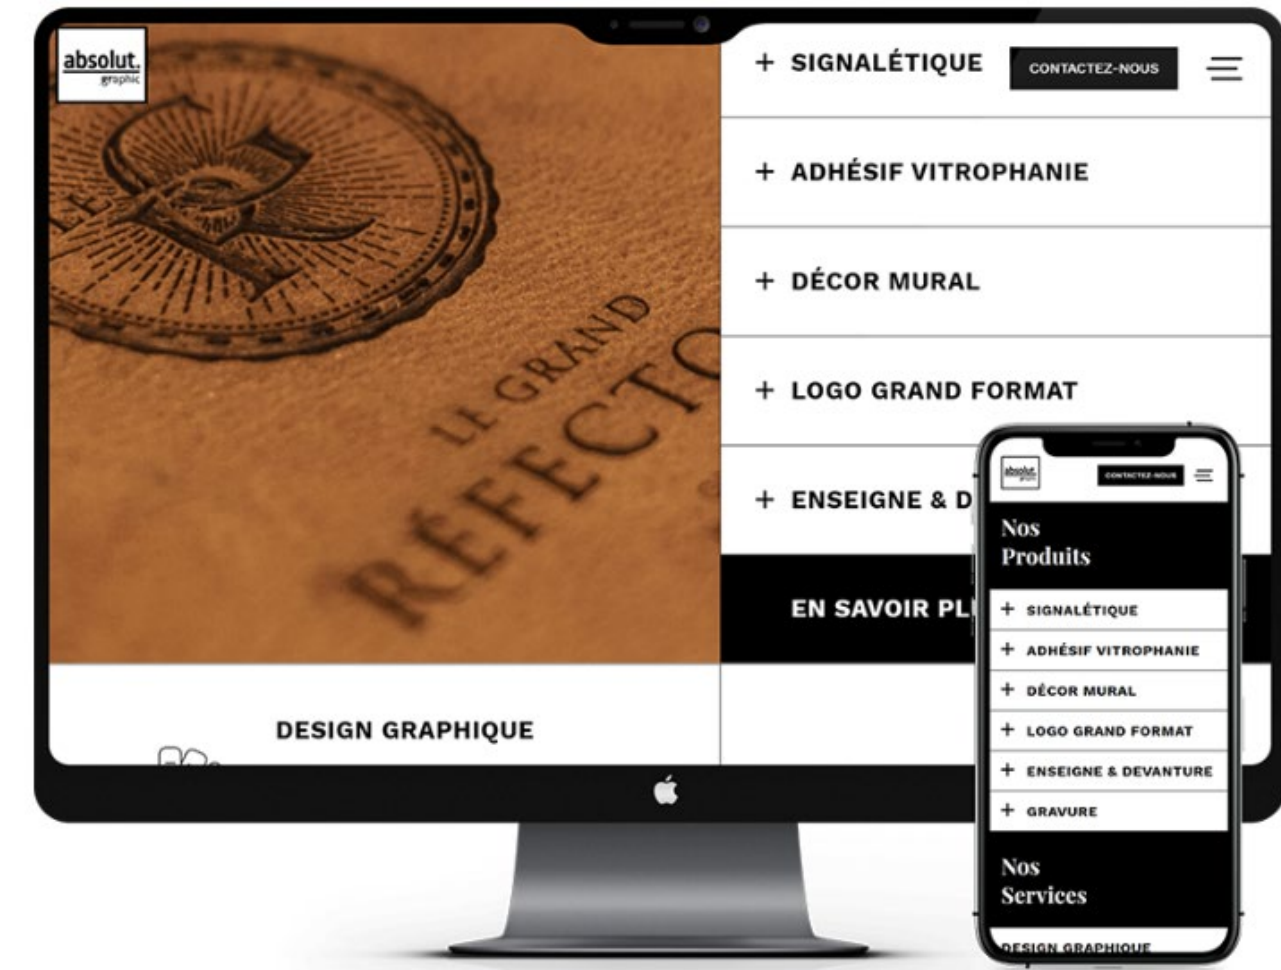 absolut.
graphic
LE GRAND
RÉFECTO
+ SIGNALÉTIQUE
CONTACTEZ-NOUS
+ ADHÉSIF VITROPHANIE
+ DÉCOR MURAL
+ LOGO GRAND FORMAT
+ ENSEIGNE & D
EN SAVOIR PL
DESIGN GRAPHIQUE
absolut.
graphic
CONTACTEZ-NOUS
Nos
Produits
+ SIGNALÉTIQUE
+ ADHÉSIF VITROPHANIE
+ DÉCOR MURAL
+ LOGO GRAND FORMAT
+ ENSEIGNE & DEVANTURE
+ GRAVURE
Nos
Services
DESIGN GRAPHIQUE